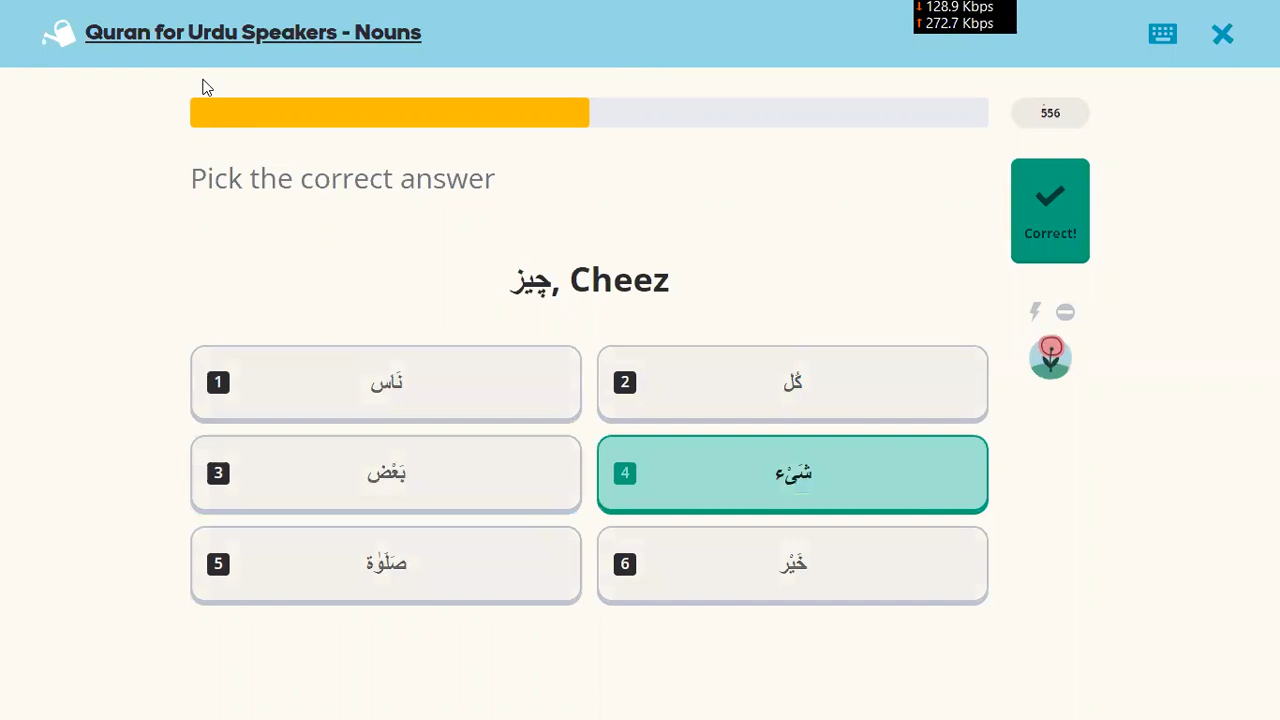 Quran for Urdu Speakers - Nouns
↓ 128.9 Kbps
↑ 272.7 Kbps
556
Pick the correct answer
Correct!
چیز, Cheez
1 نَاس
2 كُل
3 بَعْض
4 شَىْء
5 صَلَوٰة
6 خَيْر